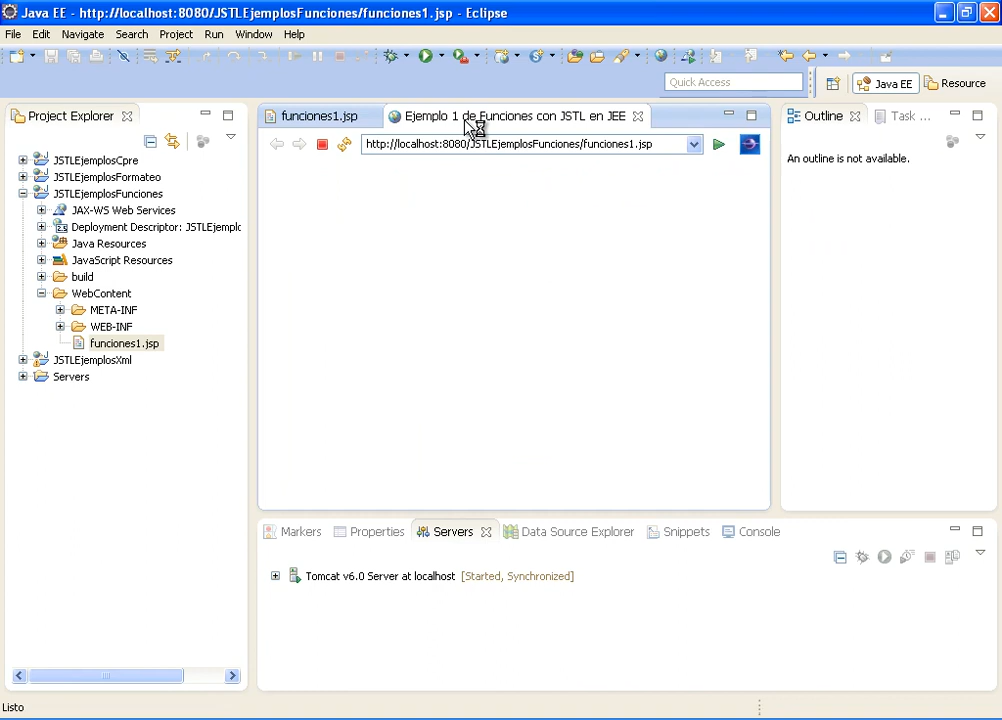 Java EE - http://localhost:8080/JSTLEjemplosFunciones/funciones1.jsp - Eclipse
File Edit Navigate Search Project Run Window Help
Quick Access
Java EE
Resource
Project Explorer
JSTLEjemplosCpre
JSTLEjemplosFormateo
JSTLEjemplosFunciones
JAX-WS Web Services
Deployment Descriptor: JSTLEjemplo
Java Resources
JavaScript Resources
build
WebContent
META-INF
WEB-INF
funciones1.jsp
JSTLEjemplosXml
Servers
funciones1.jsp
Ejemplo 1 de Funciones con JSTL en JEE
http://localhost:8080/JSTLEjemplosFunciones/funciones1.jsp
Outline
Task ...
An outline is not available.
Markers
Properties
Servers
Data Source Explorer
Snippets
Console
Tomcat v6.0 Server at localhost [Started, Synchronized]
Listo